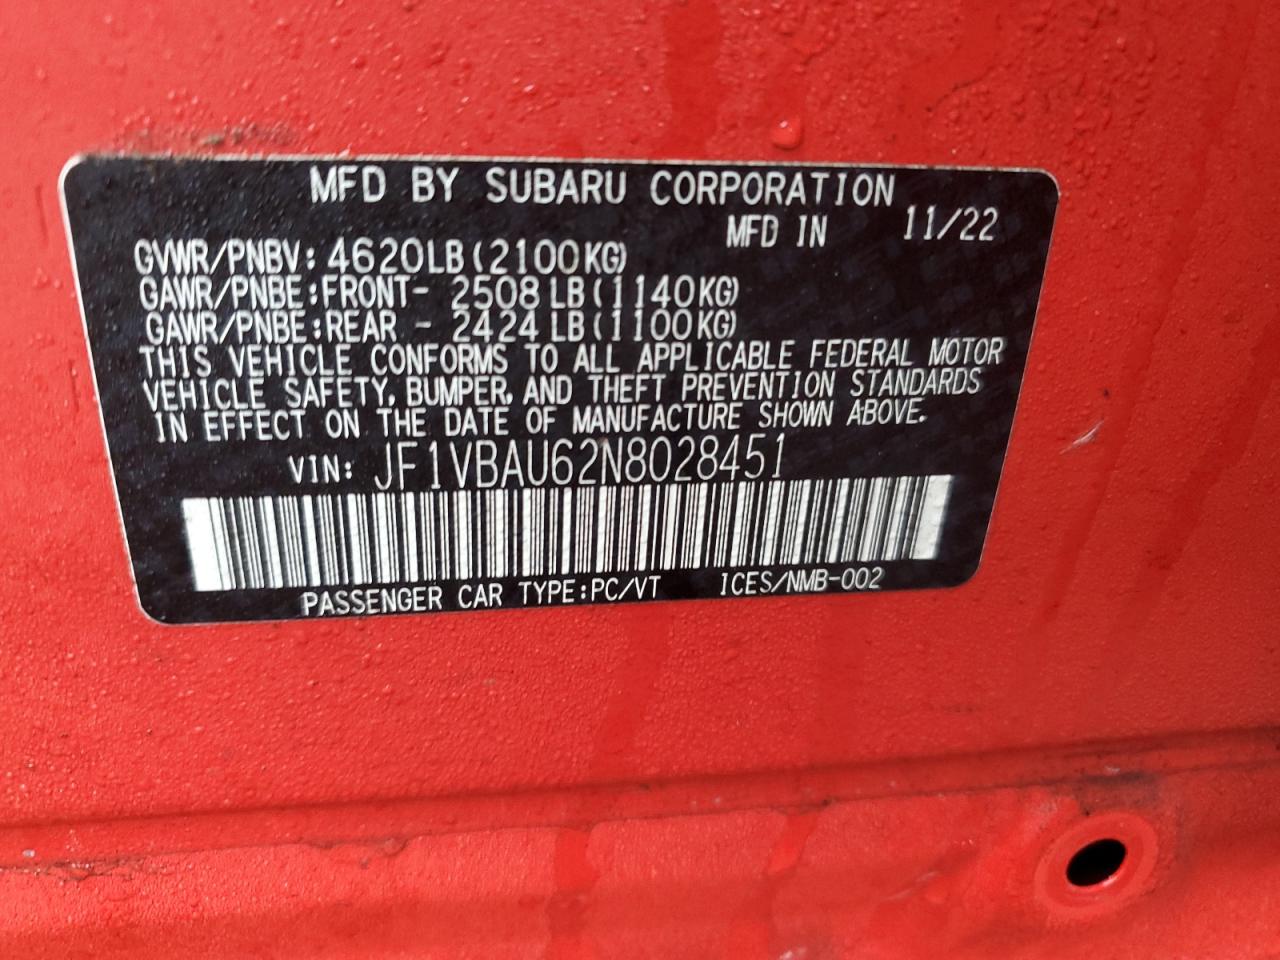 MFD BY SUBARU CORPORATION
MFD IN 11/22
GVWR/PNBV: 4620LB(2100KG)
GAWR/PNBE:FRONT- 2508LB(1140KG)
GAWR/PNBE:REAR - 2424LB(1100KG)
THIS VEHICLE CONFORMS TO ALL APPLICABLE FEDERAL MOTOR
VEHICLE SAFETY, BUMPER, AND THEFT PREVENTION STANDARDS
IN EFFECT ON THE DATE OF MANUFACTURE SHOWN ABOVE.
VIN: JF1VBAU62N8028451
PASSENGER CAR TYPE:PC/VT ICES/NMB-002